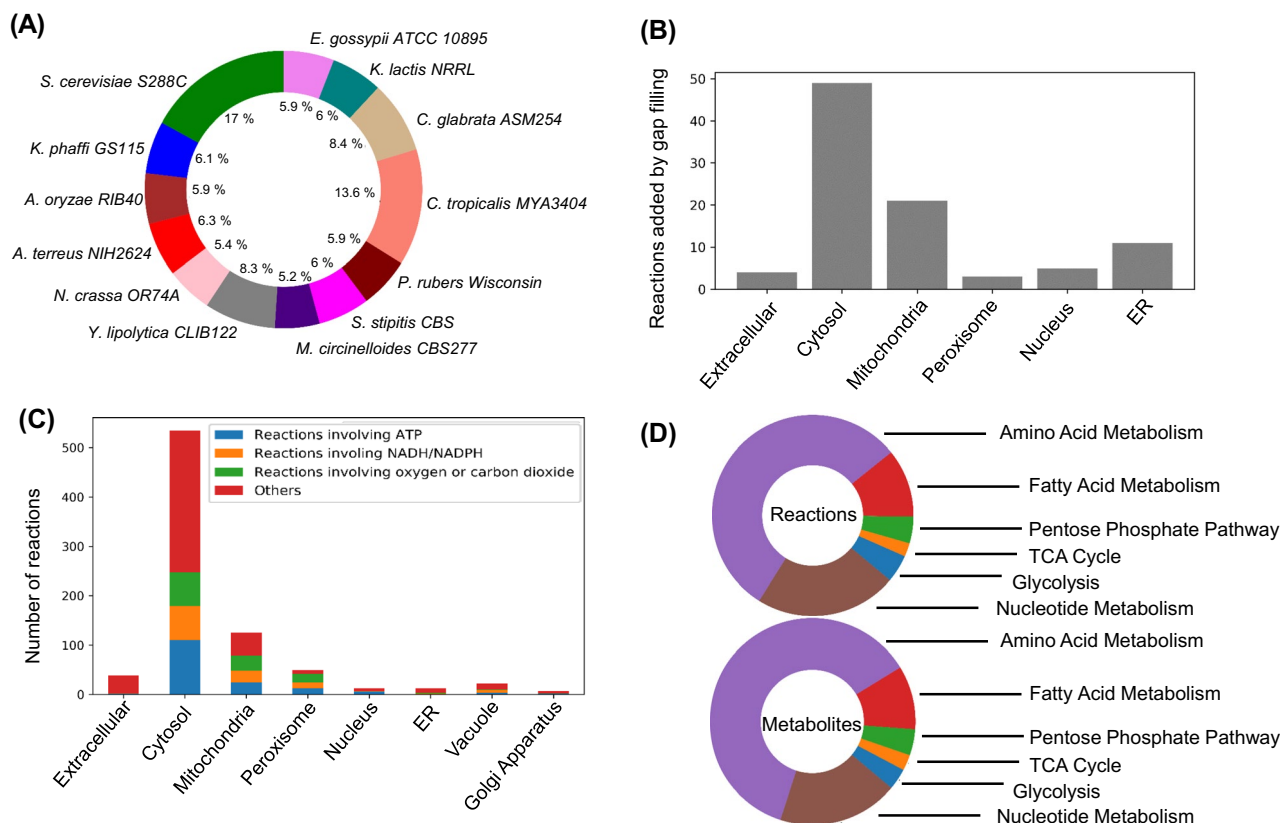 (A)
E. gossypii ATCC 10895
K. lactis NRRL
C. glabrata ASM254
C. tropicalis MYA3404
P. rubers Wisconsin
S. stipitis CBS
M. circinelloides CBS277
Y. lipolytica CLIB122
N. crassa OR74A
A. terreus NIH2624
A. oryzae RIB40
K. phaffi GS115
S. cerevisiae S288C
5.9 %
6 %
8.4 %
13.6 %
5.9 %
6 %
5.2 %
8.3 %
5.4 %
6.3 %
5.9 %
6.1 %
17 %
(B)
Reactions added by gap filling
50
40
30
20
10
0
Extracellular
Cytosol
Mitochondria
Peroxisome
Nucleus
ER
(C)
Number of reactions
500
400
300
200
100
0
Reactions involving ATP
Reactions involing NADH/NADPH
Reactions involving oxygen or carbon dioxide
Others
Extracellular
Cytosol
Mitochondria
Peroxisome
Nucleus
ER
Vacuole
Golgi Apparatus
(D)
Reactions
Amino Acid Metabolism
Fatty Acid Metabolism
Pentose Phosphate Pathway
TCA Cycle
Glycolysis
Nucleotide Metabolism
Metabolites
Amino Acid Metabolism
Fatty Acid Metabolism
Pentose Phosphate Pathway
TCA Cycle
Glycolysis
Nucleotide Metabolism